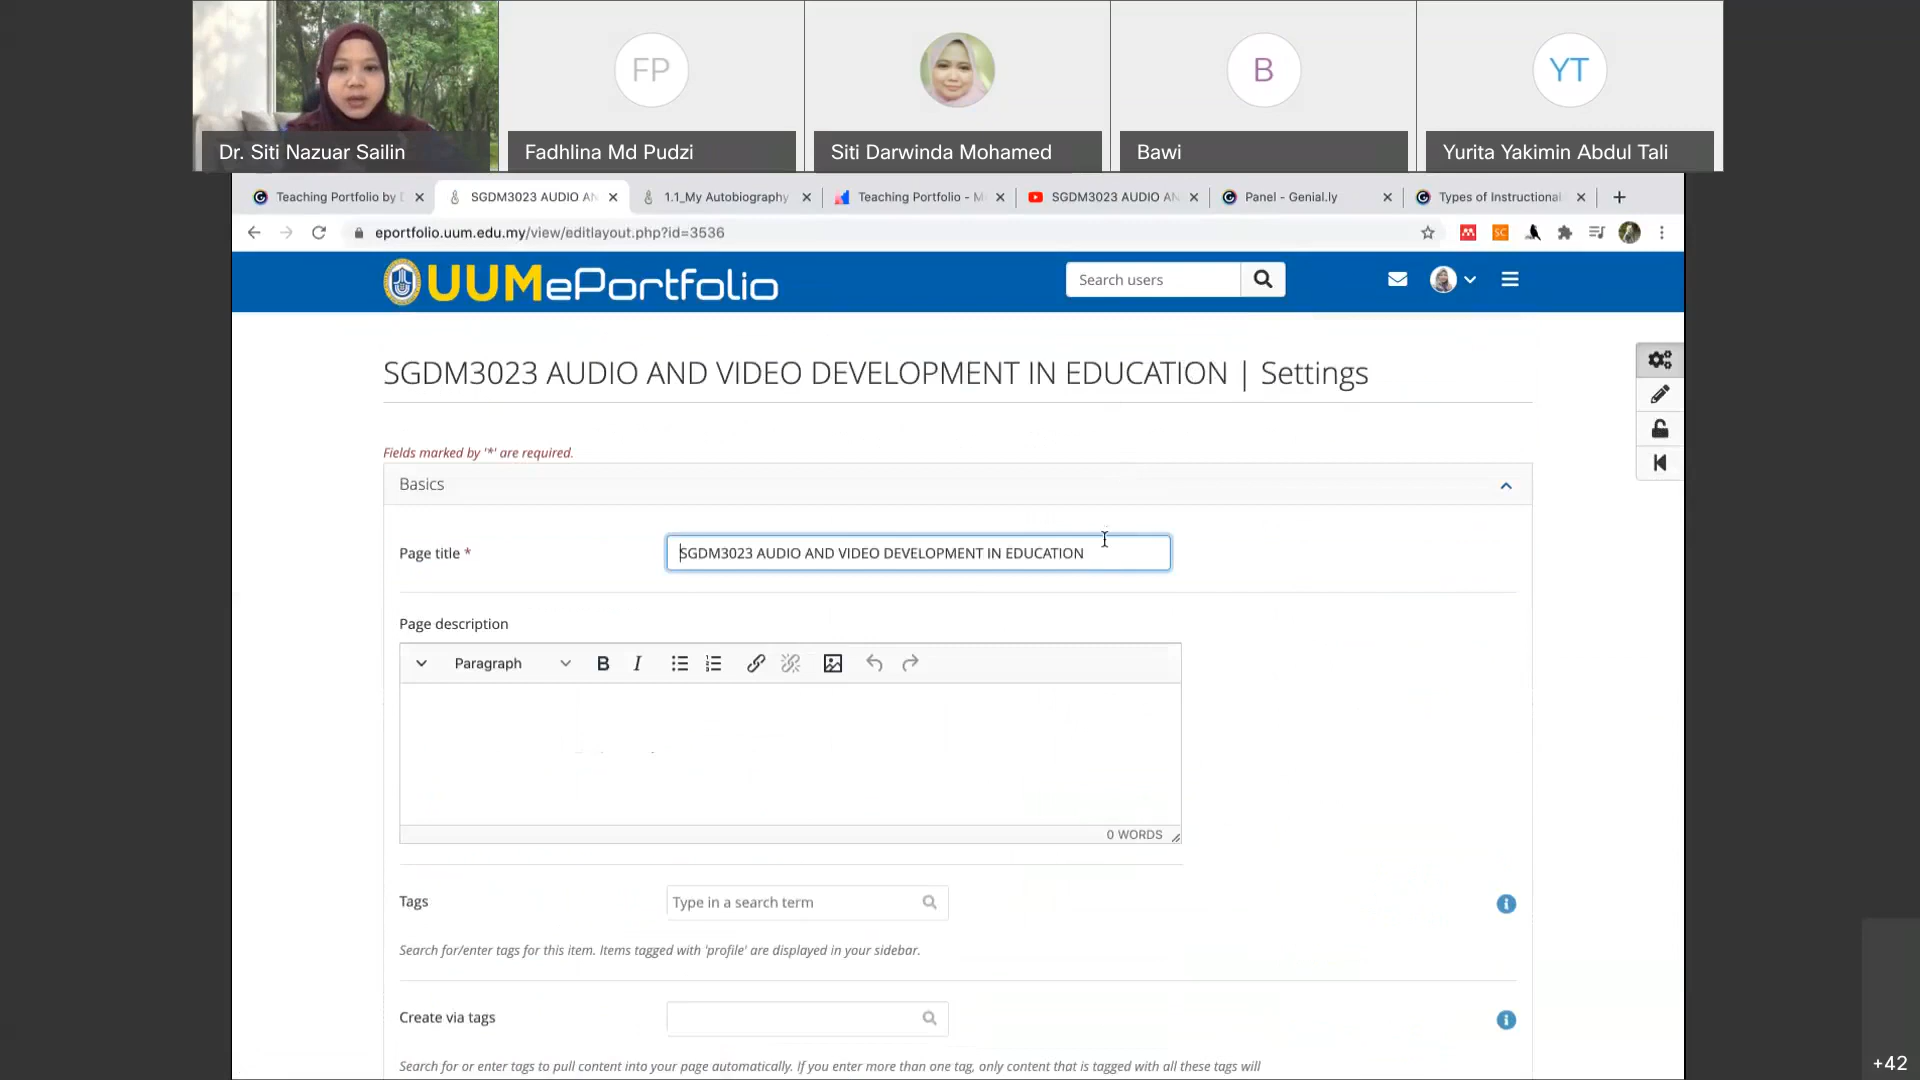 FP
B
YT
Dr. Siti Nazuar Sailin
Fadhlina Md Pudzi
Siti Darwinda Mohamed
Bawi
Yurita Yakimin Abdul Tali
Teaching Portfolio by
SGDM3023 AUDIO AN
1.1_My Autobiography
Teaching Portfolio - M
SGDM3023 AUDIO AN
Panel - Genial.ly
Types of Instructional
eportfolio.uum.edu.my/view/editlayout.php?id=3536
SC
UUMePortfolio
Search users
SGDM3023 AUDIO AND VIDEO DEVELOPMENT IN EDUCATION | Settings
Fields marked by '*' are required.
Basics
Page title *
SGDM3023 AUDIO AND VIDEO DEVELOPMENT IN EDUCATION
Page description
Paragraph
B I
0 WORDS
Tags
Type in a search term
Search for/enter tags for this item. Items tagged with 'profile' are displayed in your sidebar.
Create via tags
Search for or enter tags to pull content into your page automatically. If you enter more than one tag, only content that is tagged with all these tags will
+42